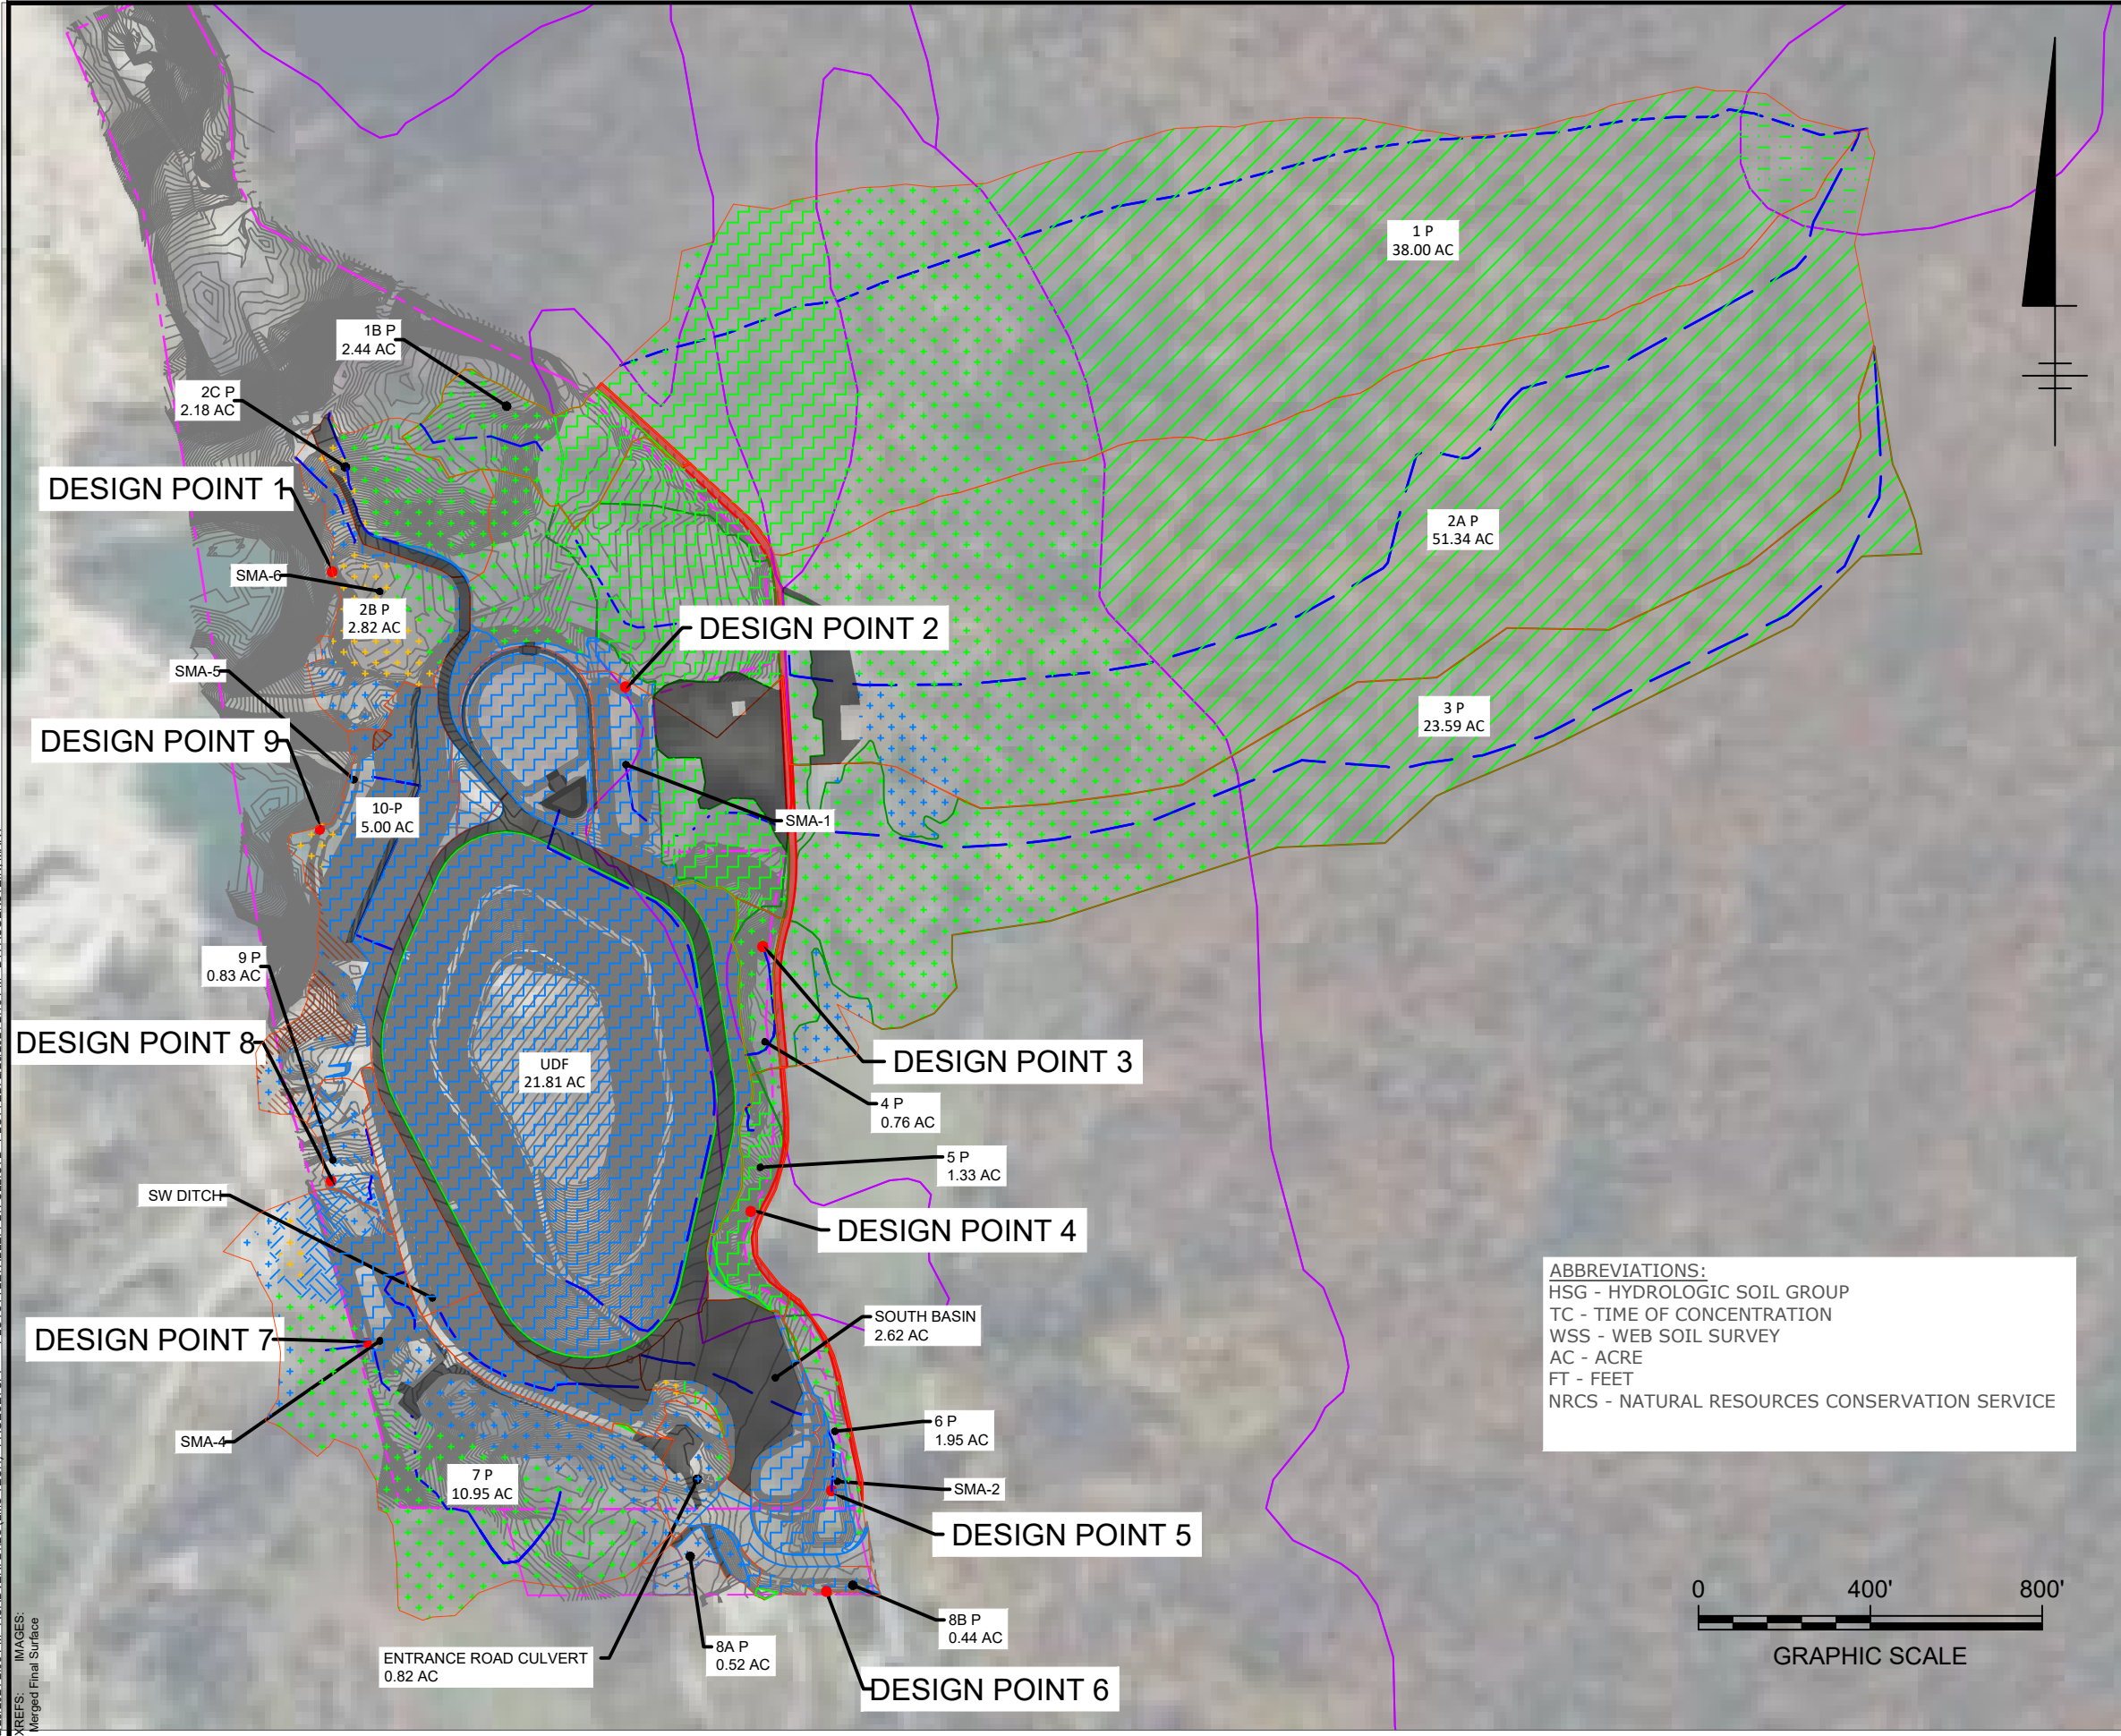 1 P
38.00 AC
1B P
2.44 AC
2C P
2.18 AC
DESIGN POINT 1
2A P
51.34 AC
SMA-6
2B P
2.82 AC
DESIGN POINT 2
SMA-5
3 P
23.59 AC
DESIGN POINT 9
10-P
5.00 AC
SMA-1
9 P
0.83 AC
DESIGN POINT 8
DESIGN POINT 3
UDF
21.81 AC
4 P
0.76 AC
5 P
1.33 AC
SW DITCH
DESIGN POINT 4
ABBREVIATIONS:
HSG - HYDROLOGIC SOIL GROUP
TC - TIME OF CONCENTRATION
WSS - WEB SOIL SURVEY
AC - ACRE
FT - FEET
NRCS - NATURAL RESOURCES CONSERVATION SERVICE
SOUTH BASIN
2.62 AC
DESIGN POINT 7
6 P
1.95 AC
SMA-4
7 P
10.95 AC
SMA-2
DESIGN POINT 5
0 400' 800'
GRAPHIC SCALE
8B P
0.44 AC
8A P
0.52 AC
ENTRANCE ROAD CULVERT
0.82 AC
DESIGN POINT 6
XREFS: IMAGES:
Merged Final Surface